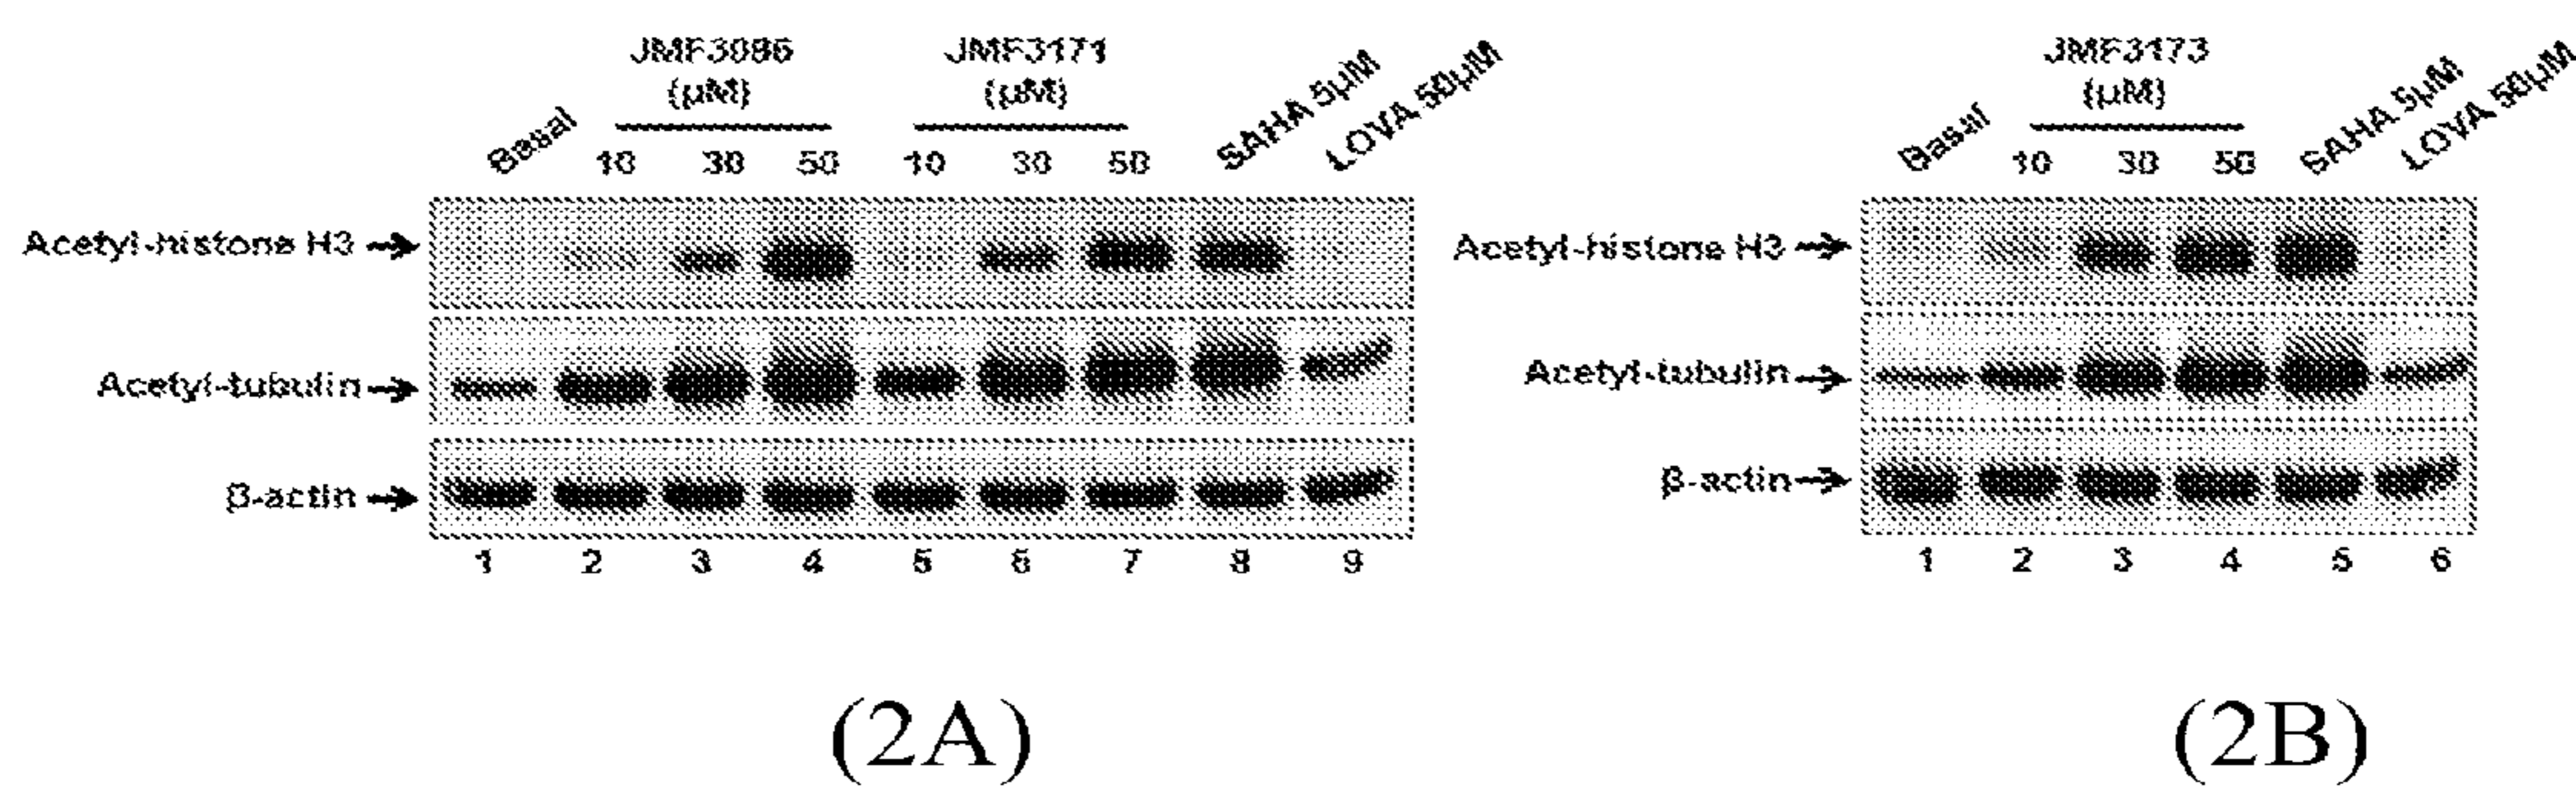 JMF3086
(μM)
JMF3171
(μM)
Basal
10
30
50
10
30
50
SAHA 5μM
LOVA 50μM
Acetyl-histone H3
Acetyl-tubulin
β-actin
1 2 3 4 5 6 7 8 9
(2A)
JMF3173
(μM)
Basal
10
30
50
SAHA 5μM
LOVA 50μM
Acetyl-histone H3
Acetyl-tubulin
β-actin
1 2 3 4 5 6
(2B)